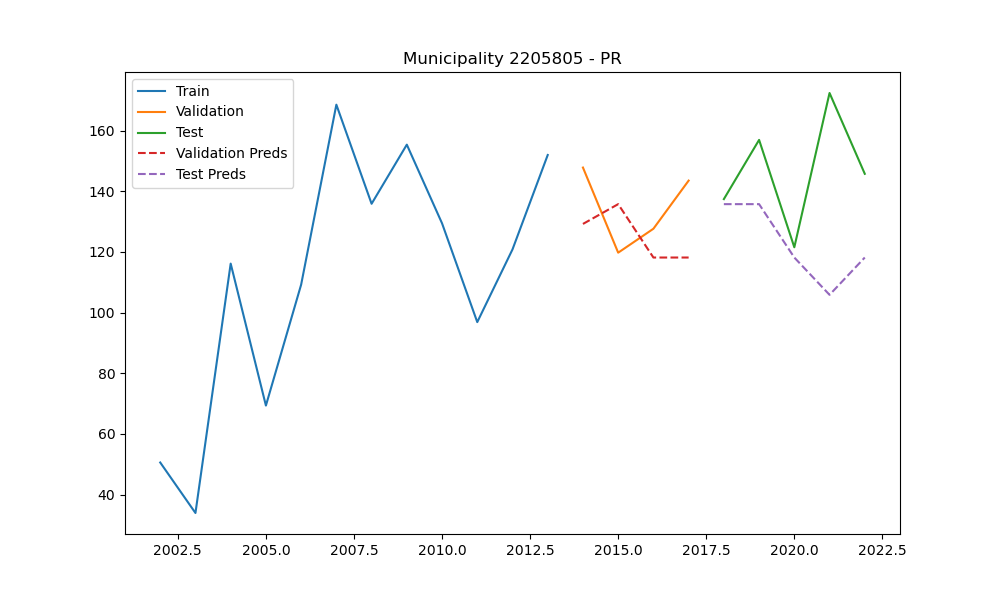 Municipality 2205805 - PR
Train
Validation
Test
Validation Preds
Test Preds
160
140
120
100
80
60
40
2002.5 2005.0 2007.5 2010.0 2012.5 2015.0 2017.5 2020.0 2022.5